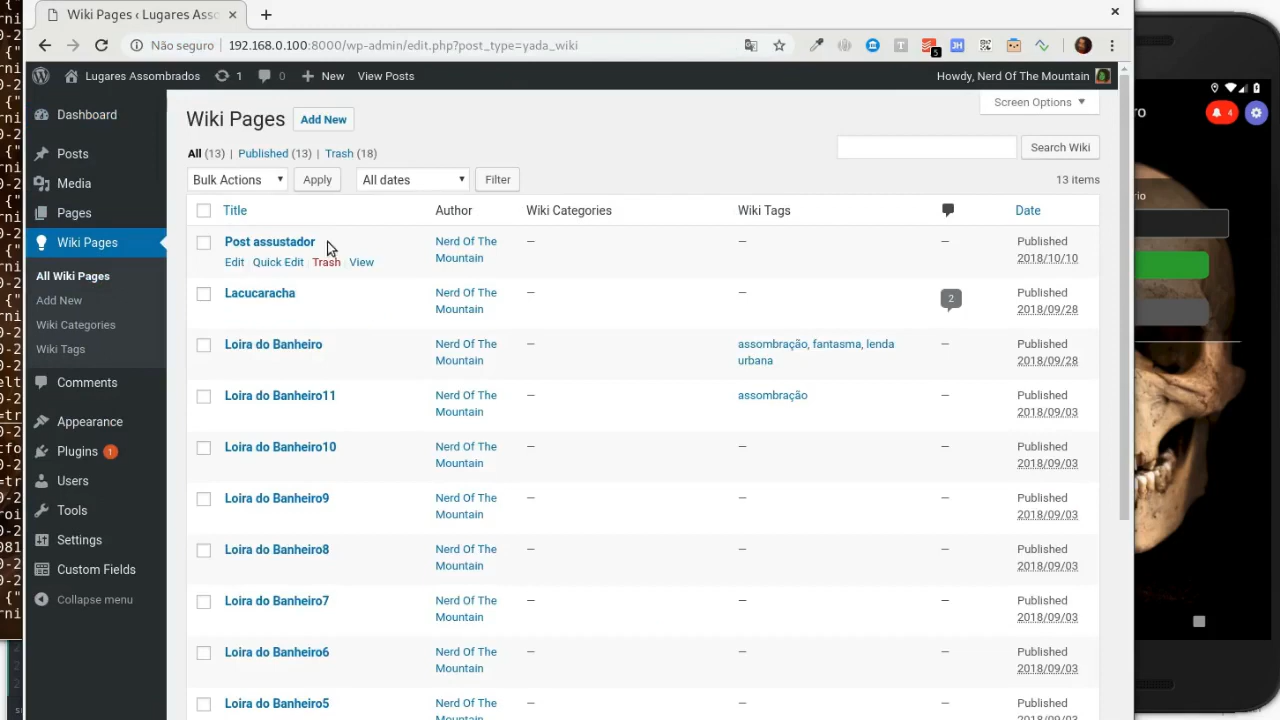 Wiki Pages ‹ Lugares Asso
Não seguro
192.168.0.100:8000/wp-admin/edit.php?post_type=yada_wiki
5
JH
Lugares Assombrados
1
0
New
View Posts
Howdy, Nerd Of The Mountain
Dashboard
Posts
Media
Pages
Wiki Pages
All Wiki Pages
Add New
Wiki Categories
Wiki Tags
Comments
Appearance
Plugins 1
Users
Tools
Settings
Custom Fields
Collapse menu
Screen Options
Wiki Pages
Add New
All (13) | Published (13) | Trash (18)
Search Wiki
Bulk Actions
Apply
All dates
Filter
13 items
Title
Author
Wiki Categories
Wiki Tags
Date
Post assustador
Edit
Quick Edit
Trash
View
Nerd Of The
Mountain
—
—
—
Published
2018/10/10
Lacucaracha
Nerd Of The
Mountain
—
—
2
Published
2018/09/28
Loira do Banheiro
Nerd Of The
Mountain
—
assombração, fantasma, lenda
urbana
—
Published
2018/09/28
Loira do Banheiro11
Nerd Of The
Mountain
—
assombração
—
Published
2018/09/03
Loira do Banheiro10
Nerd Of The
Mountain
—
—
—
Published
2018/09/03
Loira do Banheiro9
Nerd Of The
Mountain
—
—
—
Published
2018/09/03
Loira do Banheiro8
Nerd Of The
Mountain
—
—
—
Published
2018/09/03
Loira do Banheiro7
Nerd Of The
Mountain
—
—
—
Published
2018/09/03
Loira do Banheiro6
Nerd Of The
Mountain
—
—
—
Published
2018/09/03
Loira do Banheiro5
Nerd Of The
—
—
—
Published
ro
4
rio